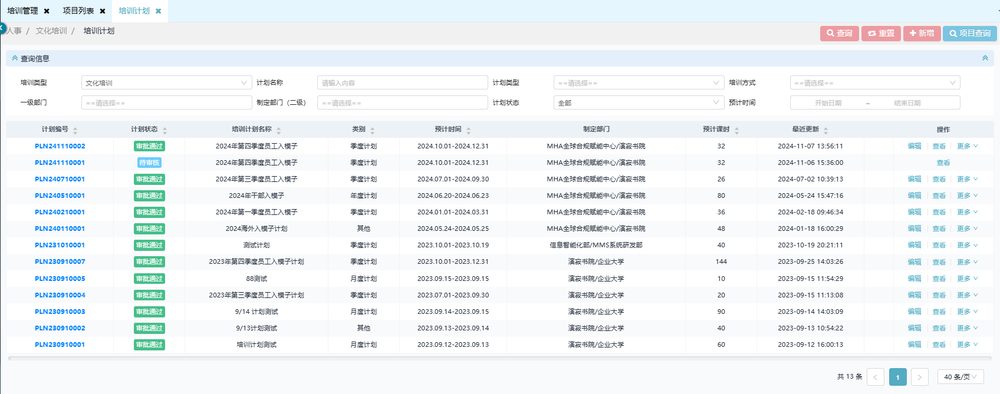 培训管理 ✖ 项目列表 ✖ 培训计划 ✖
人事 / 文化培训 / 培训计划
查询 重置 新增 项目查询
查询信息
培训类型 文化培训 计划名称 请输入内容 计划类型 ==请选择== 培训方式 ==请选择==
一级部门 ==请选择== 制定部门（二级） ==请选择== 计划状态 全部 预计时间 开始日期 ~ 结束日期
计划编号 计划状态 培训计划名称 类别 预计时间 制定部门 预计课时 最近更新 操作
PLN241110002 审批通过 2024年第四季度员工入模子 季度计划 2024.10.01-2024.12.31 MHA全球合规赋能中心/演寂书院 32 2024-11-07 13:56:11 编辑 查看 更多
PLN241110001 待审核 2024年第四季度员工入模子 季度计划 2024.10.01-2024.12.31 MHA全球合规赋能中心/演寂书院 32 2024-11-06 15:36:00 查看
PLN240710001 审批通过 2024年第三季度员工入模子 季度计划 2024.07.01-2024.09.30 MHA全球合规赋能中心/演寂书院 26 2024-07-02 10:39:13 编辑 查看 更多
PLN240510001 审批通过 2024年干部入模子 年度计划 2024.06.20-2024.06.23 MHA全球合规赋能中心/演寂书院 80 2024-05-24 15:47:16 编辑 查看 更多
PLN240210001 审批通过 2024年第一季度员工入模子 季度计划 2024.01.01-2024.03.31 MHA全球合规赋能中心/演寂书院 36 2024-02-18 09:46:34 编辑 查看 更多
PLN240110001 审批通过 2024海外入模子计划 其他 2024.05.24-2024.05.25 MHA全球合规赋能中心/演寂书院 48 2024-01-18 16:00:29 编辑 查看 更多
PLN231010001 审批通过 测试计划 季度计划 2023.10.01-2023.10.19 信息智能化部/MMS系统研发部 40 2023-10-19 20:21:11 编辑 查看 更多
PLN230910007 审批通过 2023年第四季度员工入模子计划 季度计划 2023.10.01-2023.12.31 演寂书院/企业大学 144 2023-09-25 14:03:26 编辑 查看 更多
PLN230910005 审批通过 88测试 月度计划 2023.09.15-2023.09.15 演寂书院/企业大学 10 2023-09-15 11:54:29 编辑 查看 更多
PLN230910004 审批通过 2023年第三季度员工入模子计划 季度计划 2023.07.01-2023.09.30 演寂书院/企业大学 20 2023-09-15 11:13:08 编辑 查看 更多
PLN230910003 审批通过 9/14 计划测试 月度计划 2023.09.14-2023.09.15 演寂书院/企业大学 90 2023-09-14 14:03:09 编辑 查看 更多
PLN230910002 审批通过 9/13计划测试 其他 2023.09.13-2023.09.14 演寂书院/企业大学 40 2023-09-13 10:54:22 编辑 查看 更多
PLN230910001 审批通过 培训计划测试 月度计划 2023.09.12-2023.09.13 演寂书院/企业大学 60 2023-09-12 16:00:13 编辑 查看 更多
共 13 条 < 1 > 40 条/页